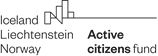 Iceland
Liechtenstein
Norway
Active
citizens fund